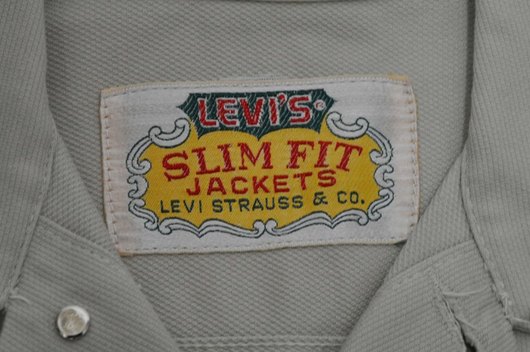 LEVI'S
SLIM FIT
JACKETS
LEVI STRAUSS & CO.